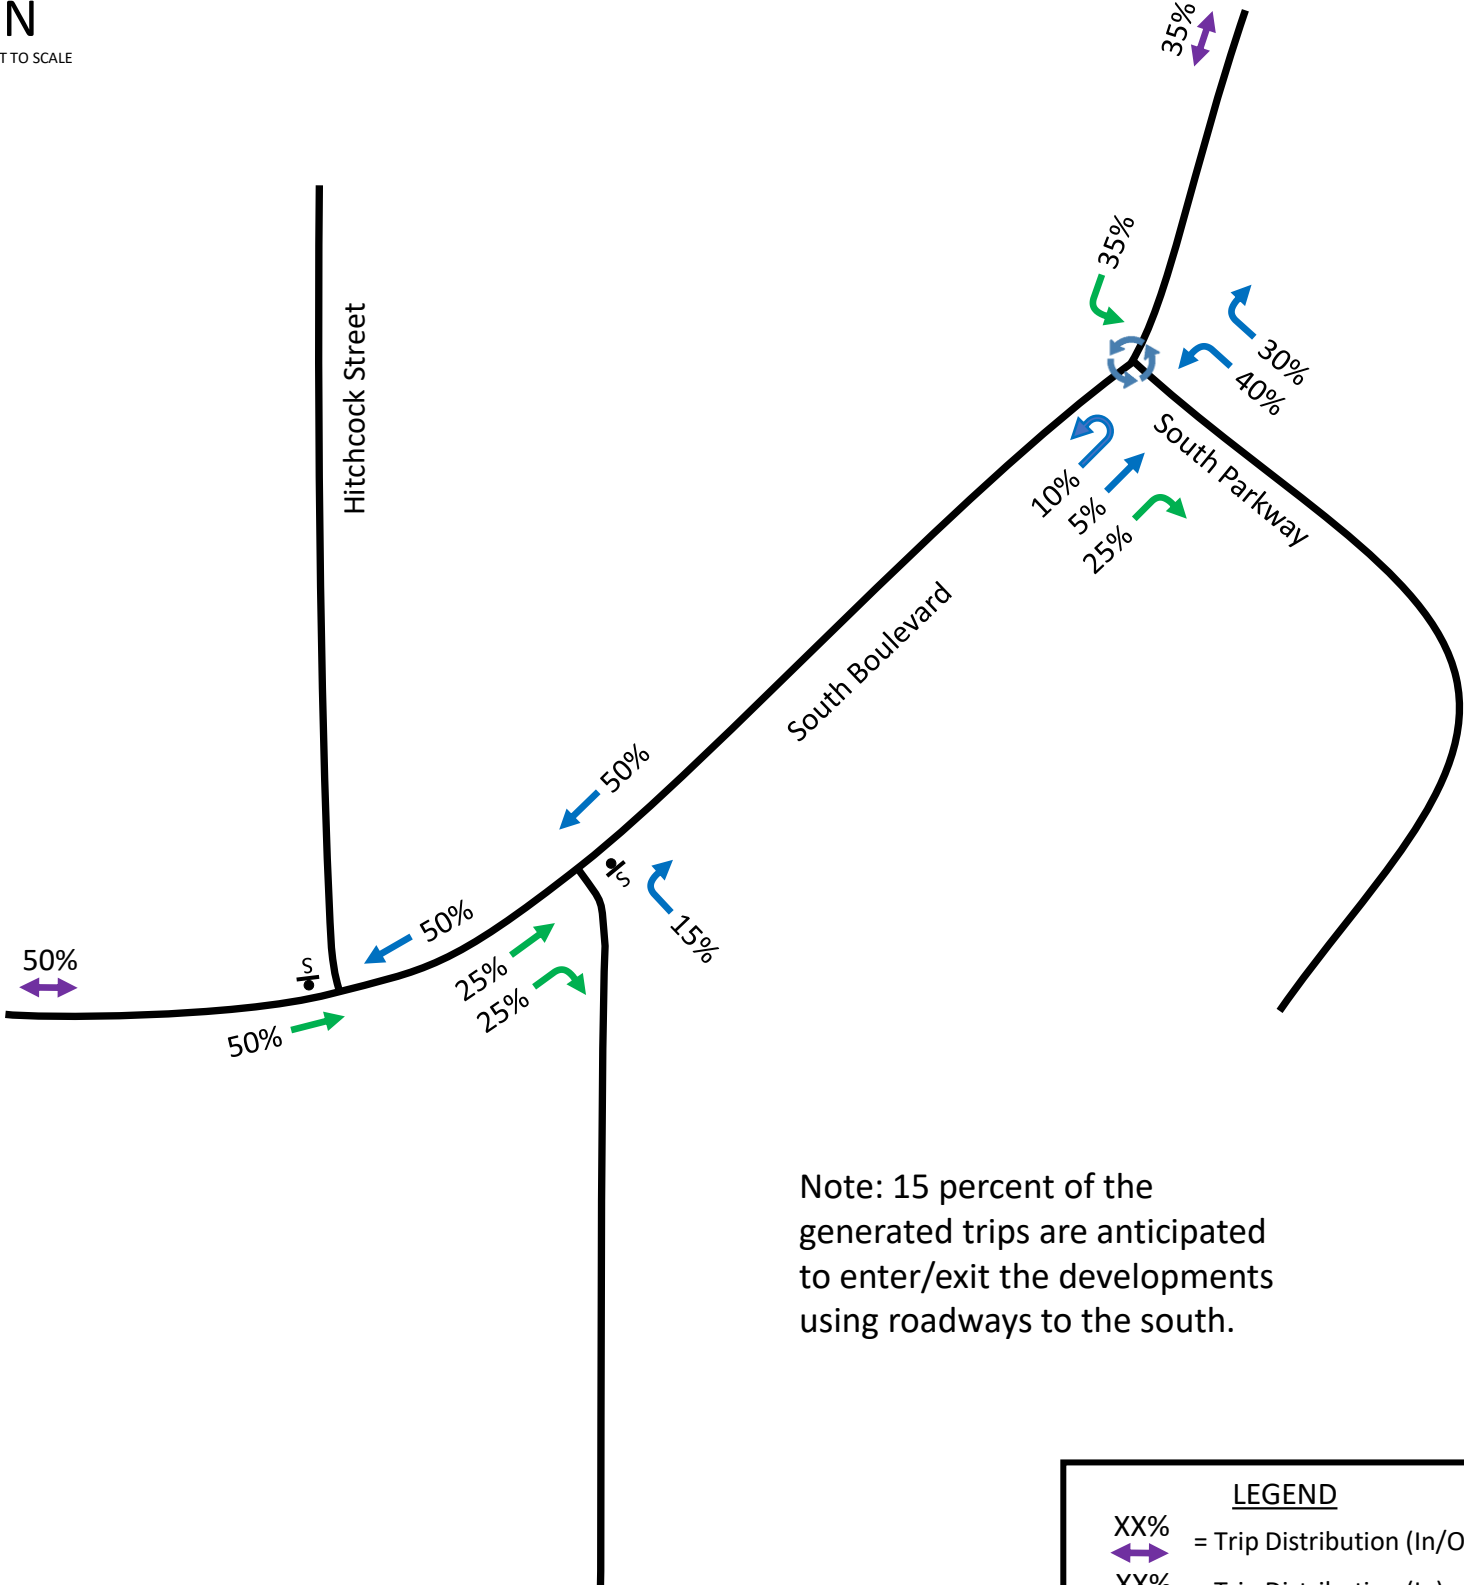 N
T TO SCALE
35%
35%
Hitchcock Street
30%
40%
South Parkway
10%
5%
25%
South Boulevard
50%
50%
S
15%
50%
S
25%
25%
50%
Note: 15 percent of the
generated trips are anticipated
to enter/exit the developments
using roadways to the south.
LEGEND
XX%
= Trip Distribution (In/O
XX%